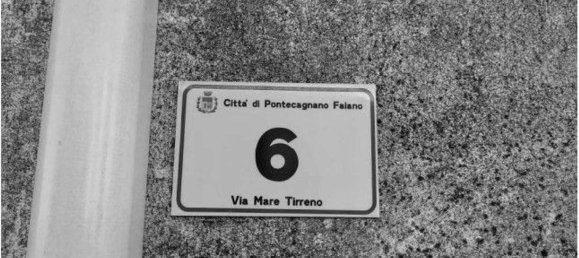 Citta' di Pontecagnano Faiano
6
Via Mare Tirreno